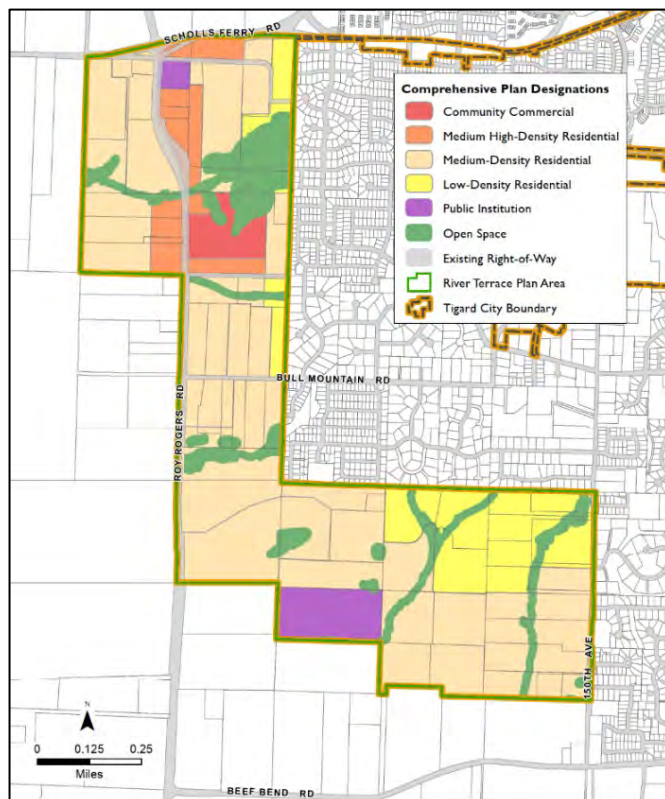 SCHOLLS FERRY RD
Comprehensive Plan Designations
Community Commercial
Medium High-Density Residential
Medium-Density Residential
Low-Density Residential
Public Institution
Open Space
Existing Right-of-Way
River Terrace Plan Area
Tigard City Boundary
BULL MOUNTAIN RD
ROY ROGERS RD
150TH AVE
N
0 0.125 0.25
Miles
BEEF BEND RD